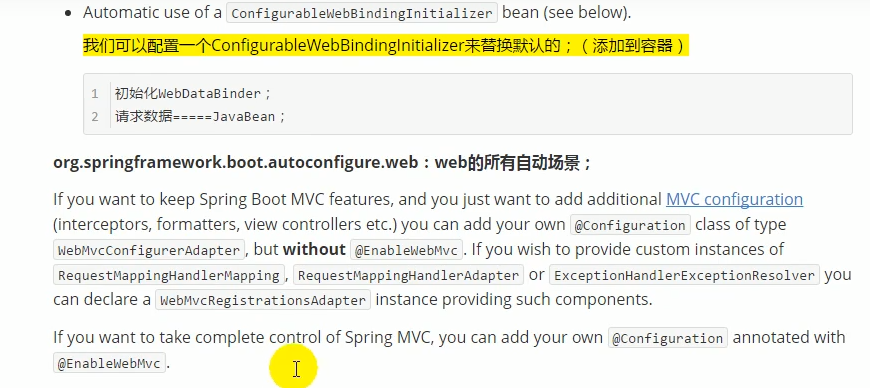 Automatic use of a ConfigurableWebBindingInitializer bean (see below).
我们可以配置一个ConfigurableWebBindingInitializer来替换默认的；（添加到容器）
1 初始化WebDataBinder；
2 请求数据=====JavaBean；
org.springframework.boot.autoconfigure.web：web的所有自动场景；
If you want to keep Spring Boot MVC features, and you just want to add additional MVC configuration
(interceptors, formatters, view controllers etc.) you can add your own @Configuration class of type
WebMvcConfigurerAdapter, but without @EnableWebMvc. If you wish to provide custom instances of
RequestMappingHandlerMapping, RequestMappingHandlerAdapter or ExceptionHandlerExceptionResolver you
can declare a WebMvcRegistrationsAdapter instance providing such components.
If you want to take complete control of Spring MVC, you can add your own @Configuration annotated with
@EnableWebMvc.